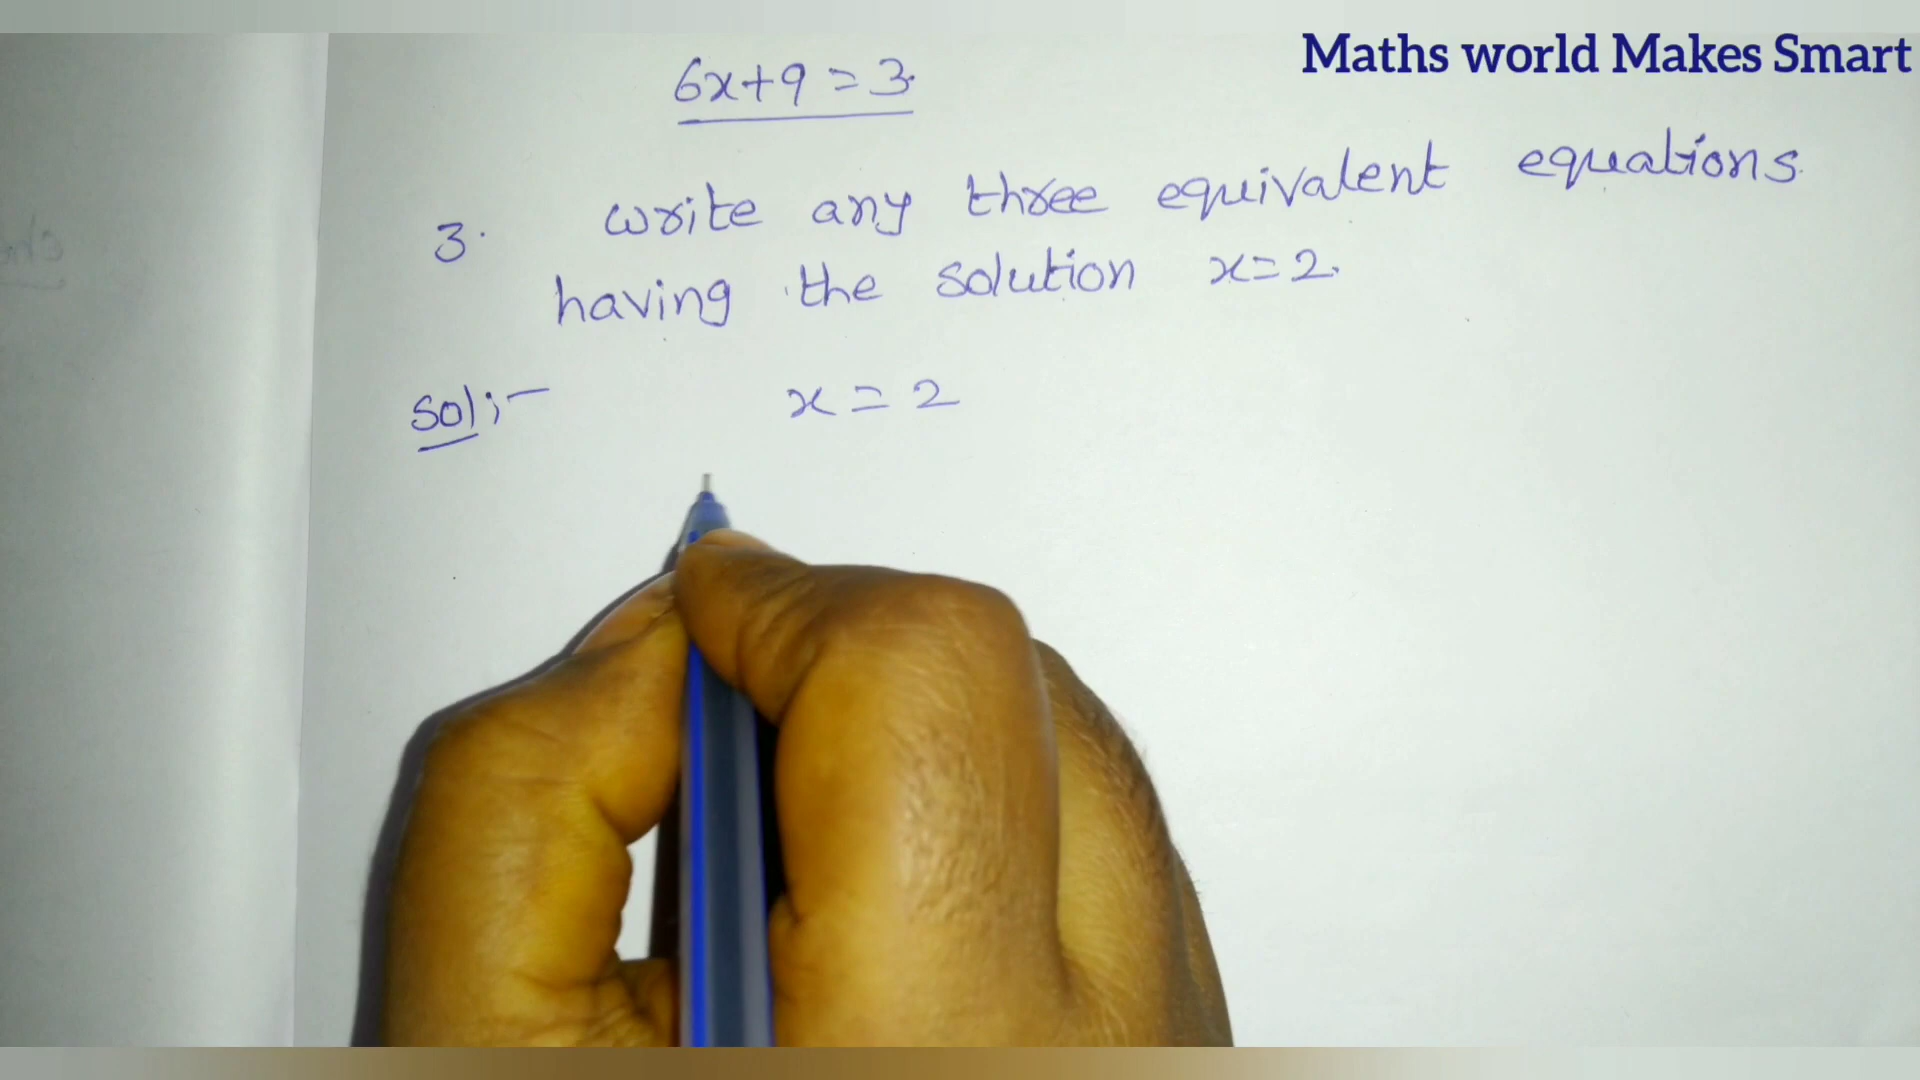 Maths world Makes Smart
6x+9=3.
3. write any three equivalent equations.
having the solution x=2.
Sol;- x=2